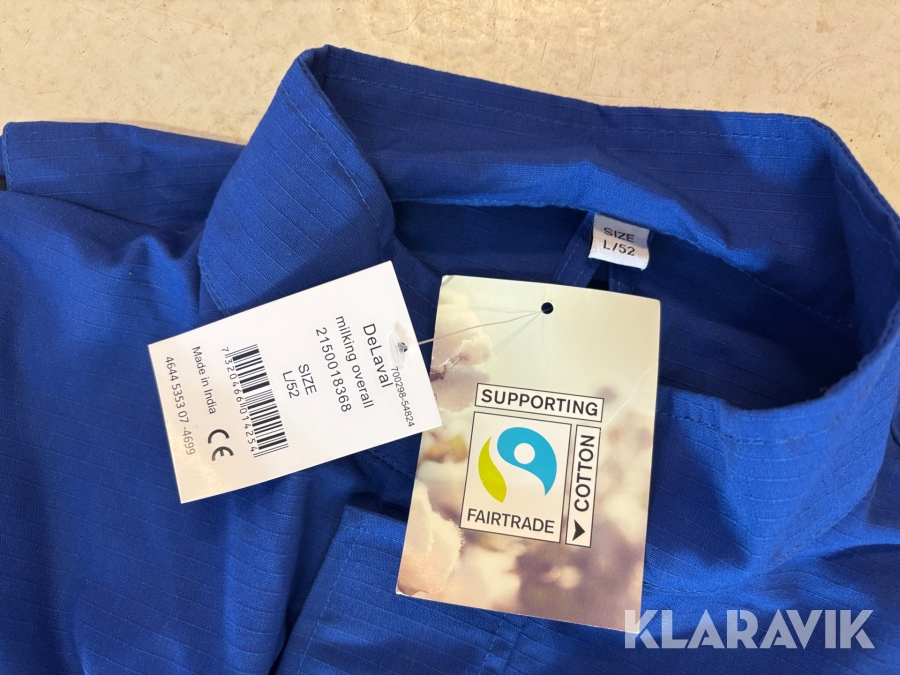 SIZE
L/52
DeLaval
milking overall
2150018368
SIZE
L/52
7320466014254
Made in India
CE
4644 5353 07 -4699
700298-54824
SUPPORTING
FAIRTRADE
COTTON
KLARAVIK